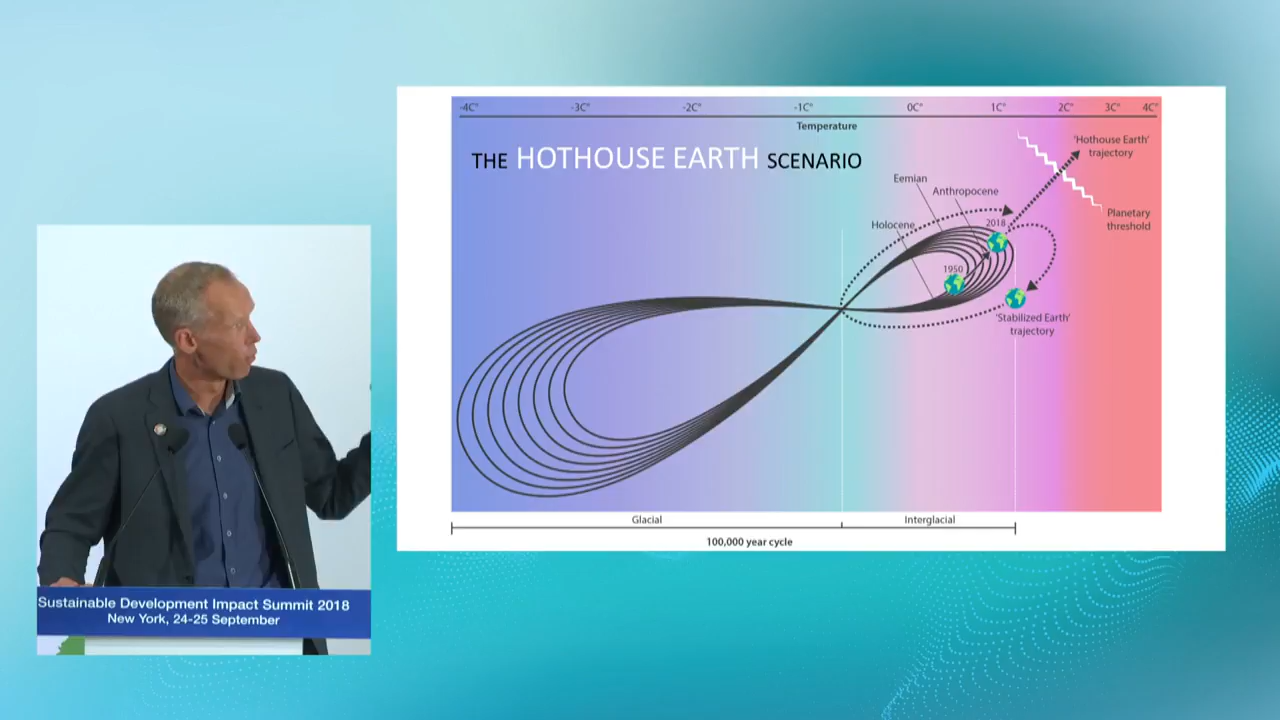 -4C° -3C° -2C° -1C° 0C° 1C° 2C° 3C° 4C°
Temperature
THE HOTHOUSE EARTH SCENARIO
'Hothouse Earth'
trajectory
Eemian
Anthropocene
Planetary
threshold
Holocene
2018
1950
'Stabilized Earth'
trajectory
Glacial
Interglacial
100,000 year cycle
Sustainable Development Impact Summit 2018
New York, 24-25 September